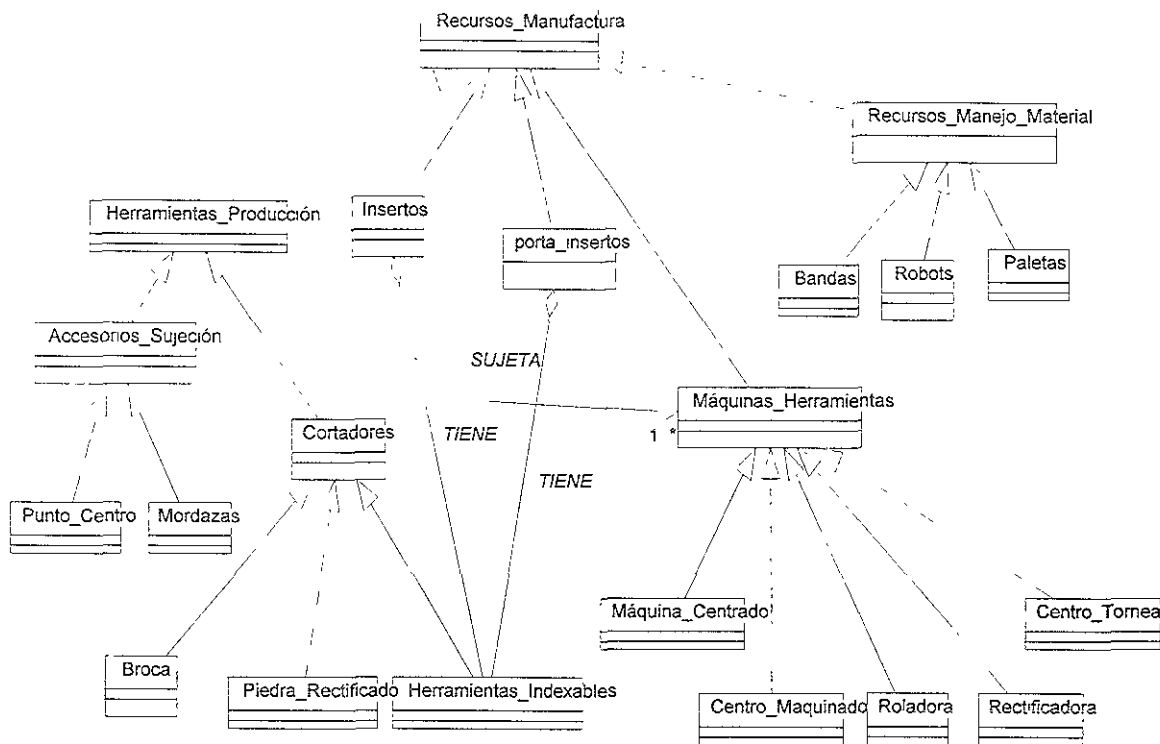 Recursos_Manufactura
Recursos_Manejo_Material
Herramientas_Producción
Insertos
porta_insertos
Bandas
Robots
Paletas
Accesorios_Sujeción
SUJETA
Máquinas_Herramientas
1 *
Cortadores
TIENE
TIENE
Punto_Centro
Mordazas
Máquina_Centrado
Centro_Tornea
Broca
Piedra_Rectificado
Herramientas_Indexables
Centro_Maquinado
Roladora
Rectificadora